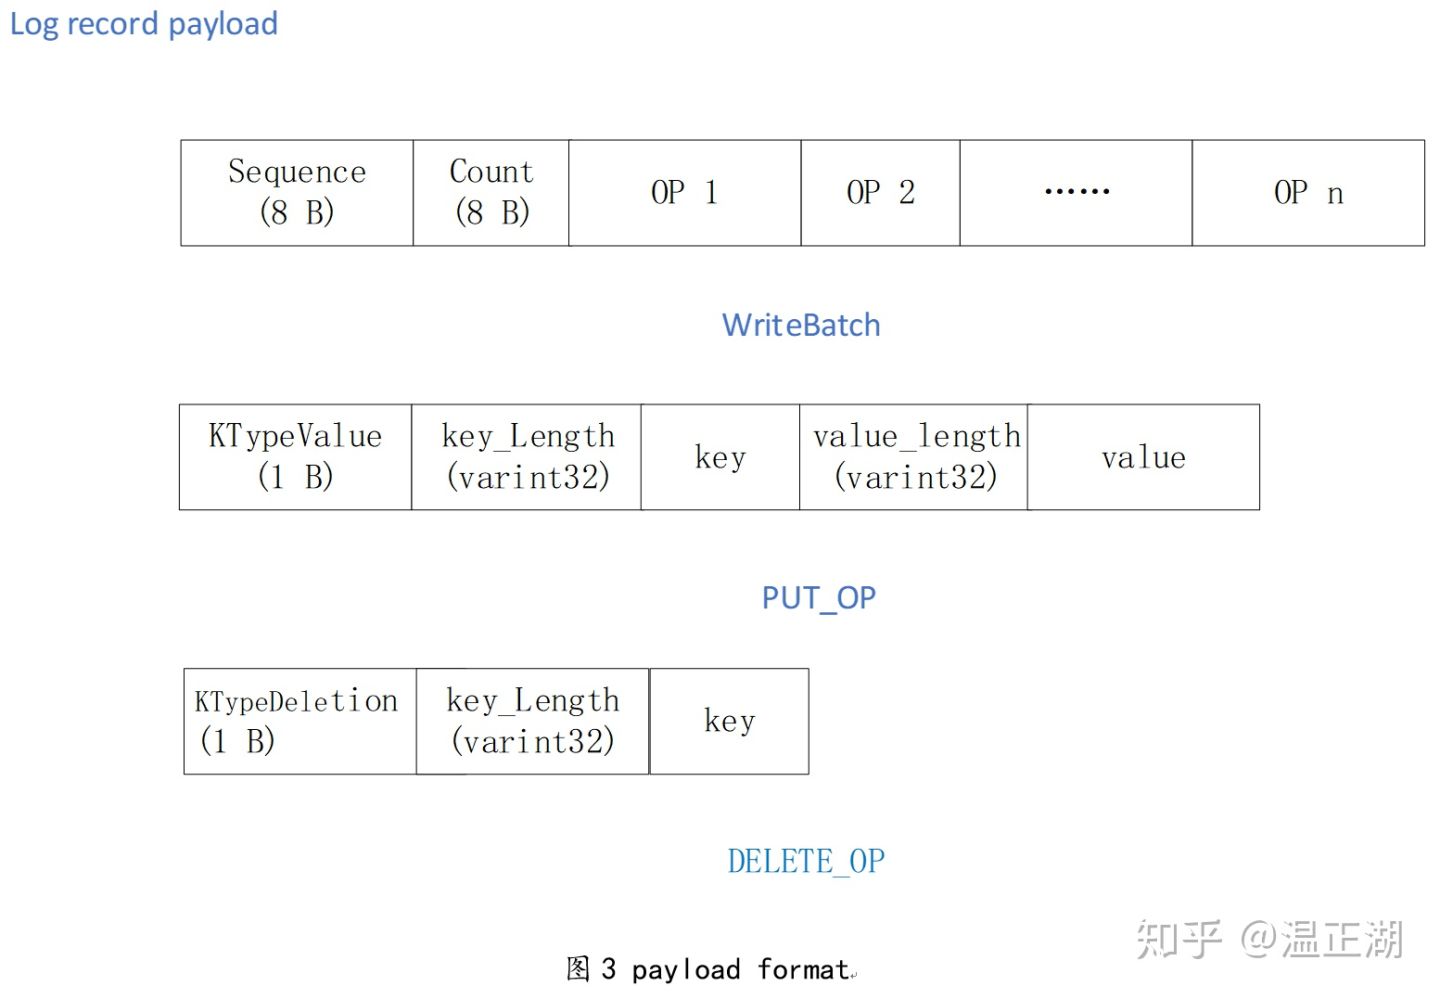 Log record payload
Sequence
(8 B)
Count
(8 B)
OP 1
OP 2
……
OP n
WriteBatch
KTypeValue
(1 B)
key_Length
(varint32)
key
value_length
(varint32)
value
PUT_OP
KTypeDeletion
(1 B)
key_Length
(varint32)
key
DELETE_OP
知乎 @温正湖
图 3 payload format